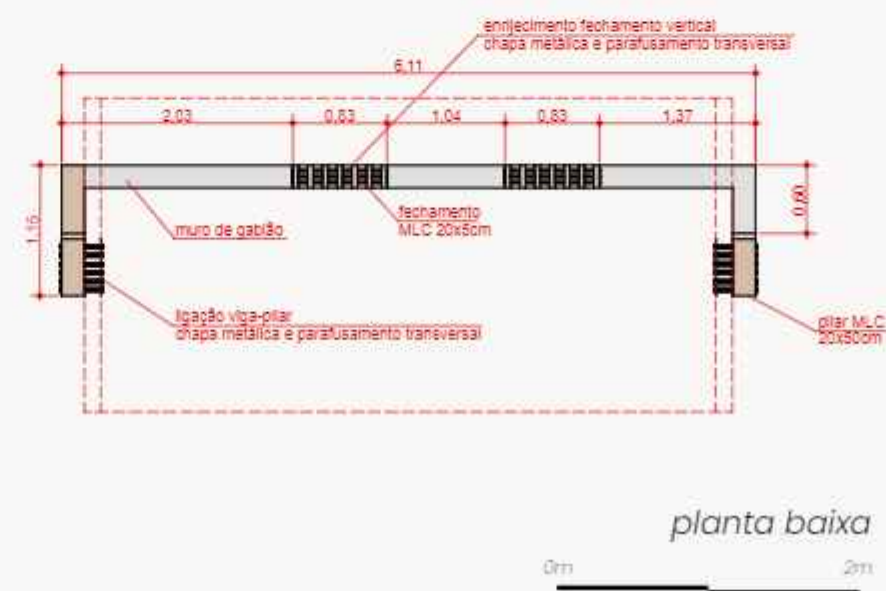 enrijecimento fechamento vertical
chapa metálica e parafusamento transversal
6,11
2,03
0,83
1,04
0,83
1,37
1,15
0,60
muro de gabião
fechamento
MLC 20x5cm
ligação viga-pilar
chapa metálica e parafusamento transversal
pilar MLC
20x50cm
planta baixa
0m
2m